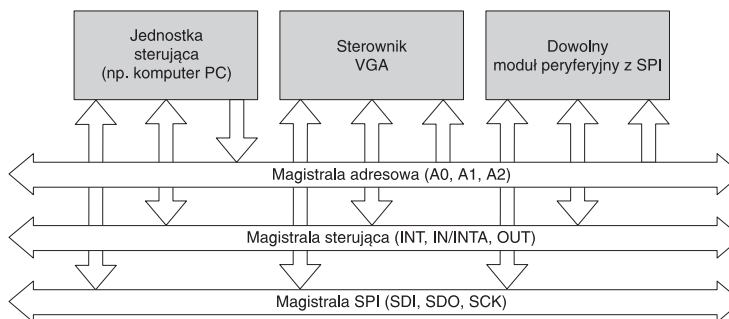 Jednostka
sterująca
(np. komputer PC)
Sterownik
VGA
Dowolny
moduł peryferyjny z SPI
Magistrala adresowa (A0, A1, A2)
Magistrala sterująca (INT, IN/INTA, OUT)
Magistrala SPI (SDI, SDO, SCK)